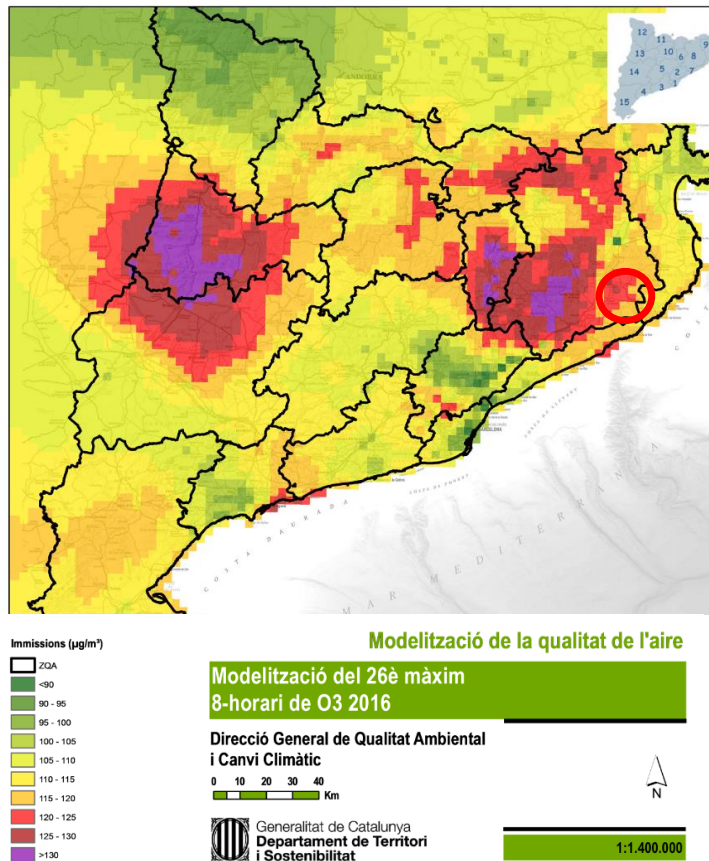 12
11
9
13
10
6
8
14
5
2
7
4
3
1
15
ANDORRA
BARCELONA
COSTA DAURADA
MAR MEDITERRÀNIA
Immissions (µg/m³)
ZQA
<90
90 - 95
95 - 100
100 - 105
105 - 110
110 - 115
115 - 120
120 - 125
125 - 130
>130
Modelització de la qualitat de l'aire
Modelització del 26è màxim
8-horari de O3 2016
Direcció General de Qualitat Ambiental
i Canvi Climàtic
0 10 20 30 40
Km
N
Generalitat de Catalunya
Departament de Territori
i Sostenibilitat
1:1.400.000